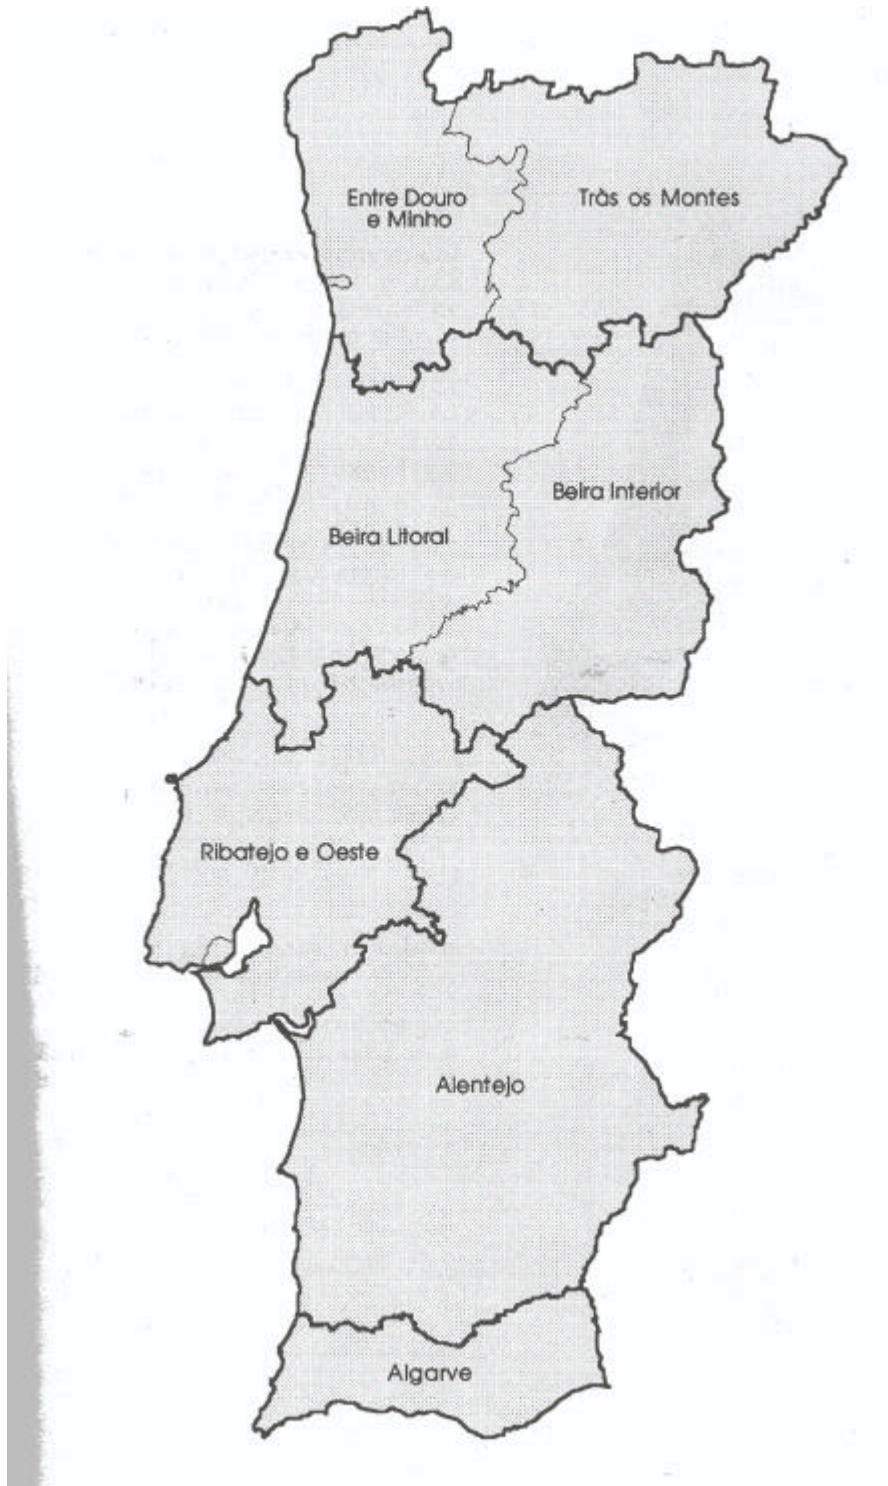 Entre Douro
e Minho
Tràs os Montes
Beira Interior
Beira Litoral
Ribatejo e Oeste
Alentejo
Algarve